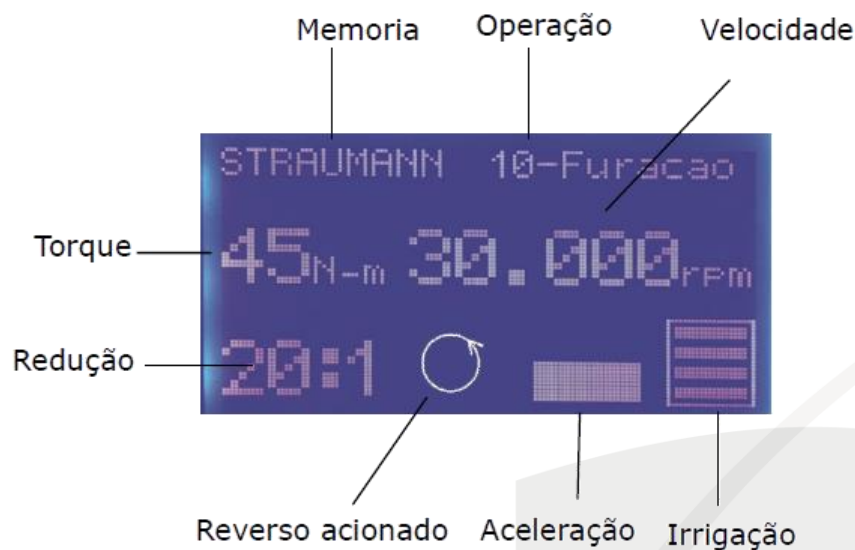 Memoria Operação Velocidade
STRAUMANN 10-Furacao
Torque 45N-m 30.000rpm
Redução 20:1
Reverso acionado Aceleração Irrigação